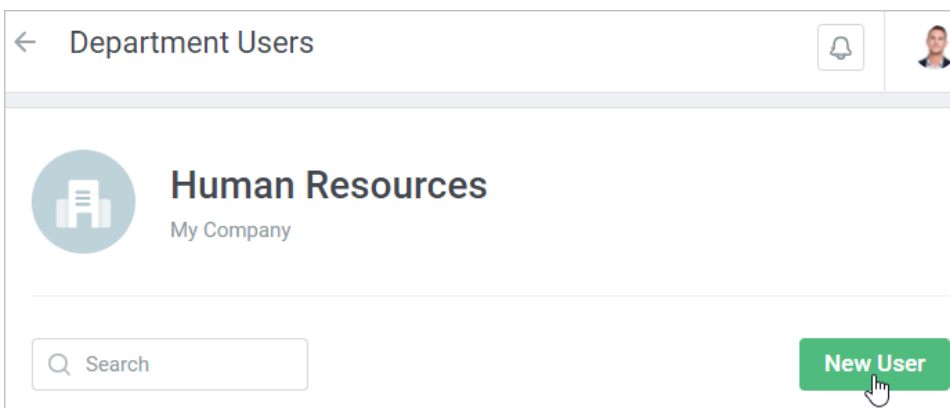 Department Users
Human Resources
My Company
Search
New User